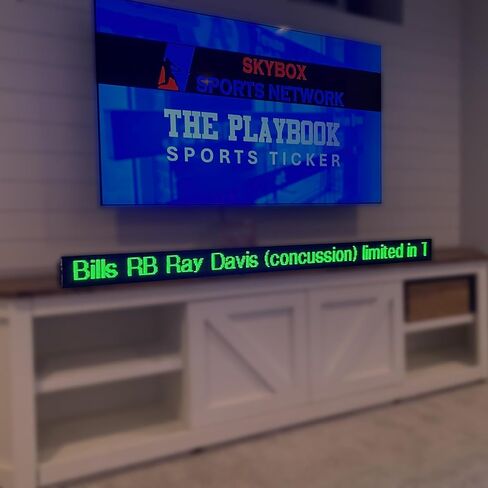 SKYBOX
SPORTS NETWORK
THE PLAYBOOK
SPORTS TICKER
Bills RB Ray Davis (concussion) limited in T